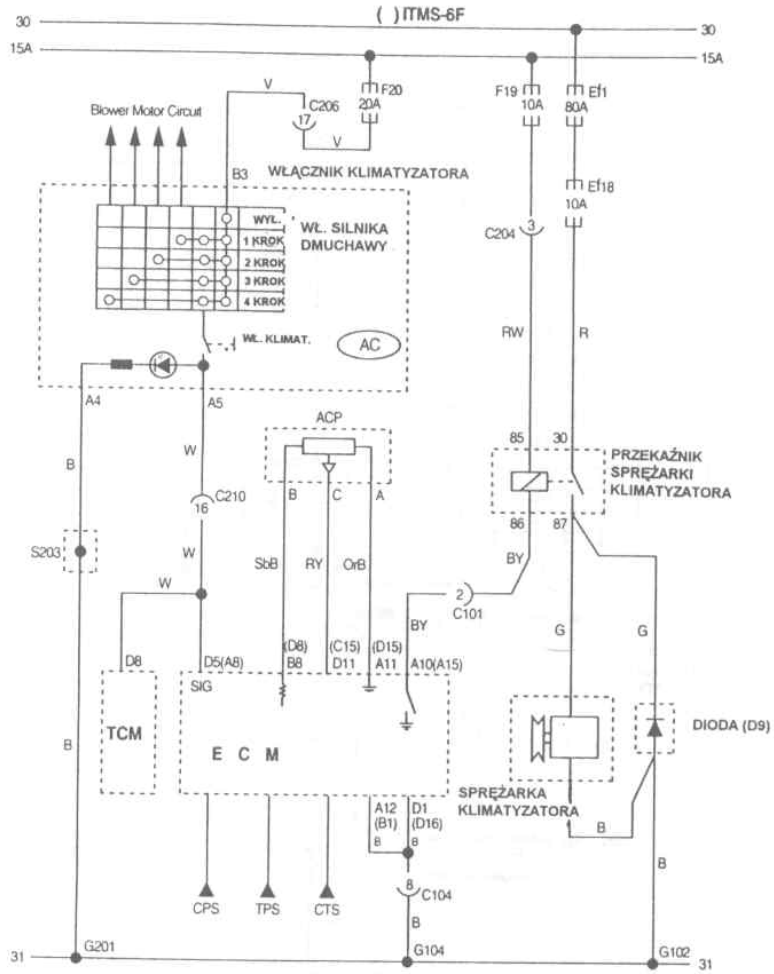 ( ) ITMS-6F
30
30
15A
15A
F20
20A
F19
10A
Ef1
80A
Blower Motor Circuit
V
C206
17
V
B3
WŁĄCZNIK KLIMATYZATORA
Ef18
10A
C204
3
WYŁ.
1 KROK
2 KROK
3 KROK
4 KROK
WŁ. SILNIKA
DMUCHAWY
WŁ. KLIMAT.
AC
RW
R
A4
A5
ACP
85
30
PRZEKAŹNIK
SPRĘŻARKI
KLIMATYZATORA
B
W
B
C
A
C210
16
86
87
S203
W
SbB
RY
OrB
BY
W
2
C101
BY
G
G
D8
D5(A8)
(D8)
B8
(C15)
D11
(D15)
A11
A10(A15)
SIG
TCM
E C M
DIODA (D9)
B
SPRĘŻARKA
KLIMATYZATORA
A12
(B1)
D1
(D16)
B
B
B
B
8
C104
CPS
TPS
CTS
B
31
G201
G104
G102
31